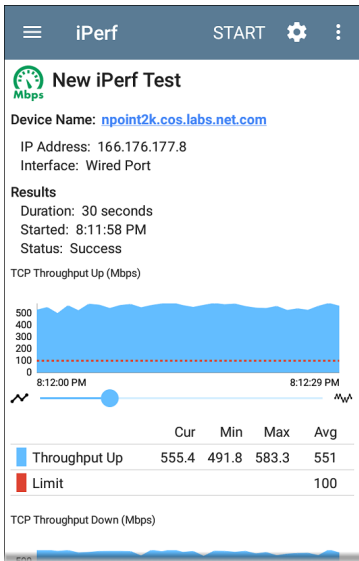 iPerf START
Mbps
New iPerf Test
Device Name: npoint2k.cos.labs.net.com
IP Address: 166.176.177.8
Interface: Wired Port
Results
Duration: 30 seconds
Started: 8:11:58 PM
Status: Success
TCP Throughput Up (Mbps)
500
400
300
200
100
0
8:12:00 PM 8:12:29 PM
Cur Min Max Avg
Throughput Up 555.4 491.8 583.3 551
Limit 100
TCP Throughput Down (Mbps)
500